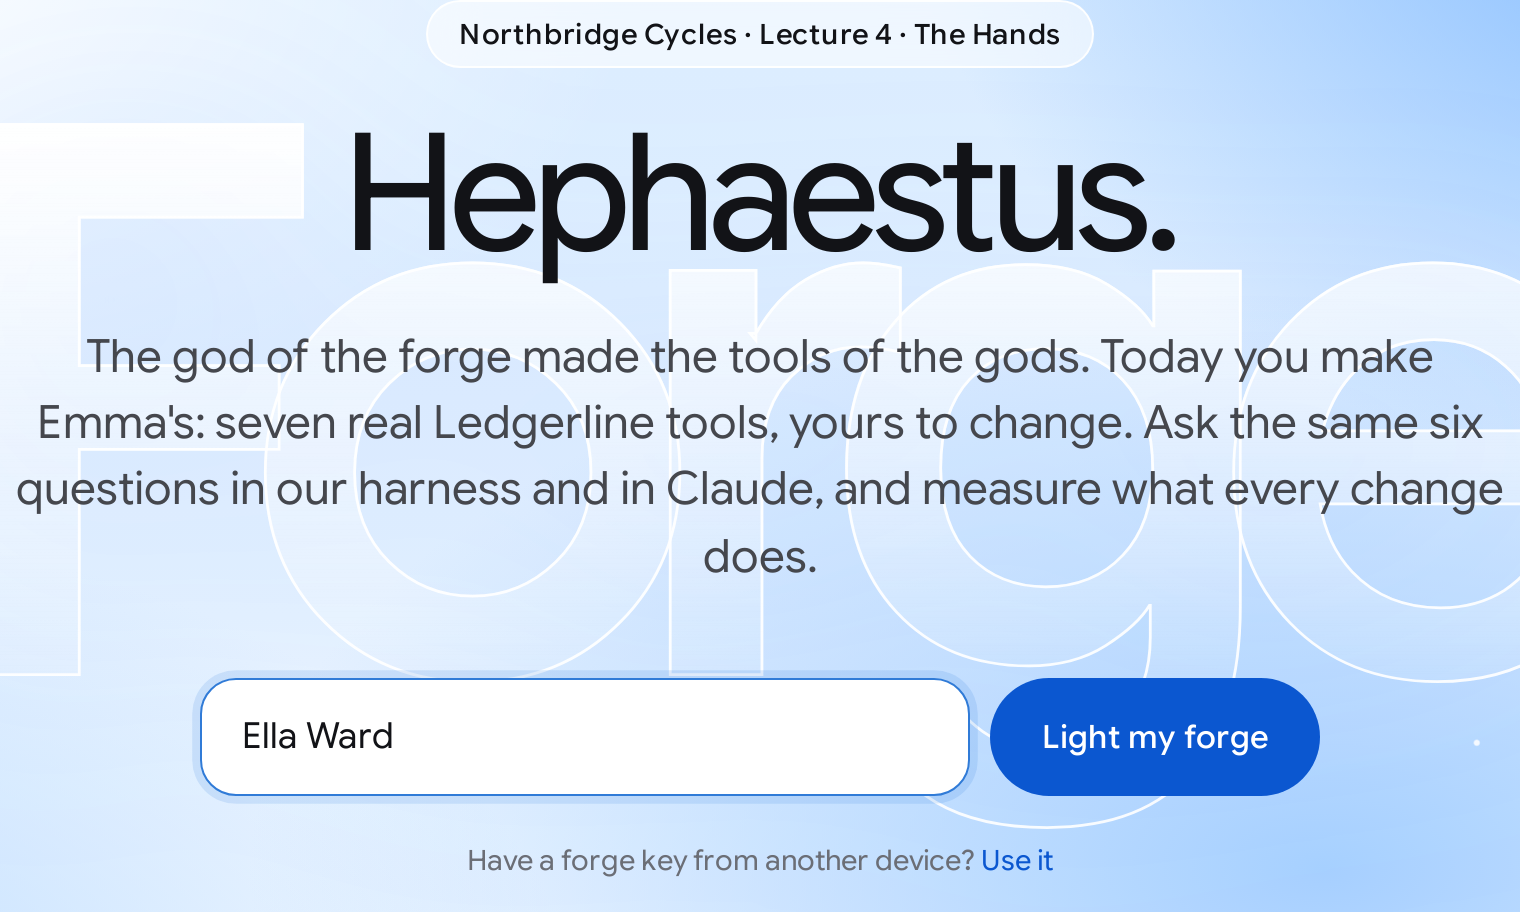 Northbridge Cycles · Lecture 4 · The Hands
Hephaestus.
Forge
The god of the forge made the tools of the gods. Today you make
Emma's: seven real Ledgerline tools, yours to change. Ask the same six
questions in our harness and in Claude, and measure what every change
does.
Ella Ward
Light my forge
Have a forge key from another device? Use it